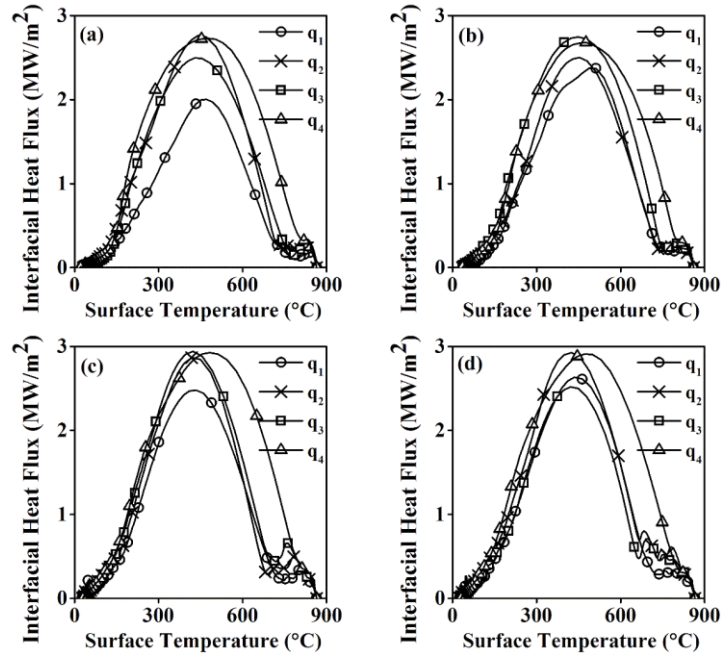 (a)
q1
q2
q3
q4
3
2
1
0
0 300 600 900
Interfacial Heat Flux (MW/m²)
Surface Temperature (°C)
(b)
q1
q2
q3
q4
3
2
1
0
0 300 600 900
Interfacial Heat Flux (MW/m²)
Surface Temperature (°C)
(c)
q1
q2
q3
q4
3
2
1
0
0 300 600 900
Interfacial Heat Flux (MW/m²)
Surface Temperature (°C)
(d)
q1
q2
q3
q4
3
2
1
0
0 300 600 900
Interfacial Heat Flux (MW/m²)
Surface Temperature (°C)